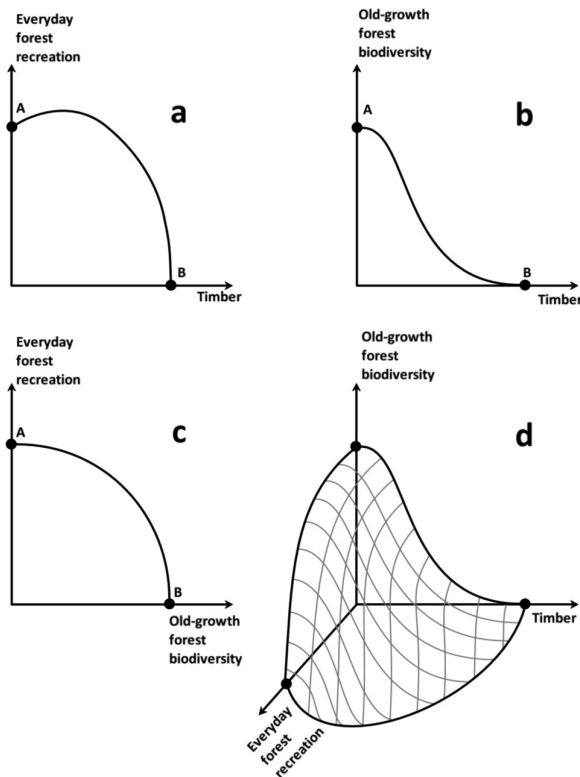 Everyday
forest
recreation
A
a
B
Timber
Old-growth
forest
biodiversity
A
b
B
Timber
Everyday
forest
recreation
A
c
B
Old-growth
forest
biodiversity
Old-growth
forest
biodiversity
d
Timber
Everyday
forest
recreation